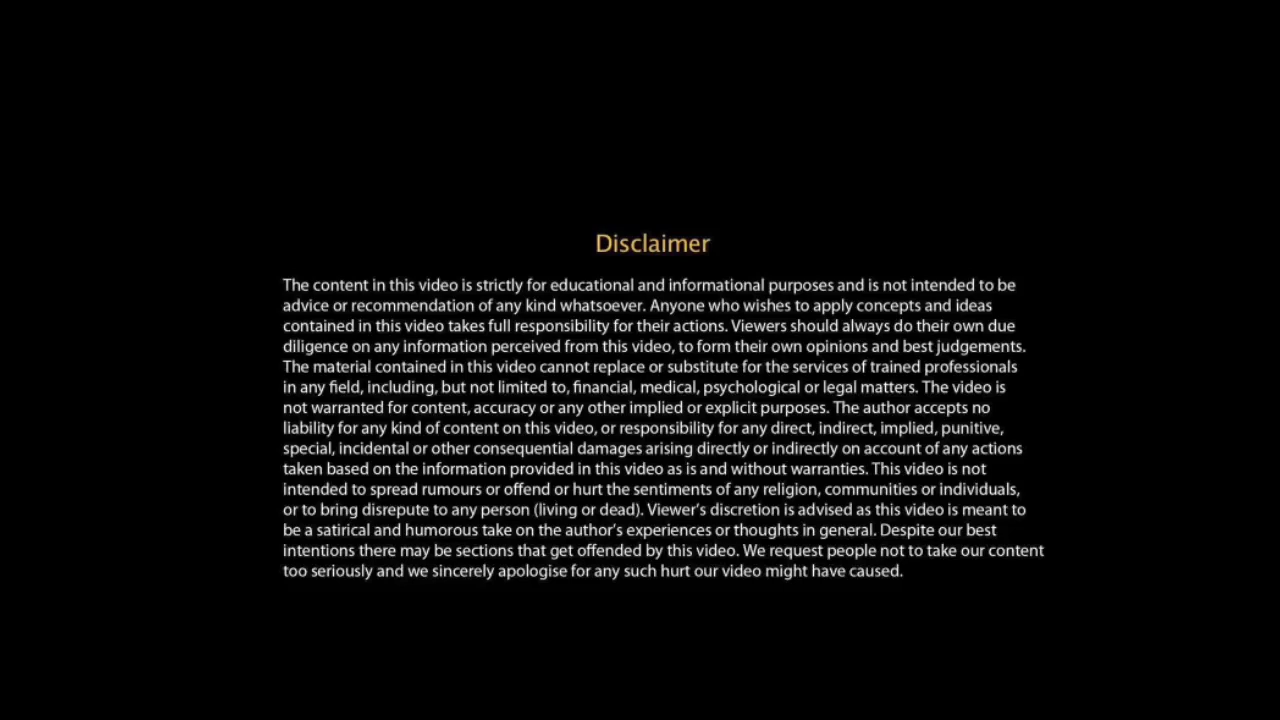 Disclaimer
The content in this video is strictly for educational and informational purposes and is not intended to be
advice or recommendation of any kind whatsoever. Anyone who wishes to apply concepts and ideas
contained in this video takes full responsibility for their actions. Viewers should always do their own due
diligence on any information perceived from this video, to form their own opinions and best judgements.
The material contained in this video cannot replace or substitute for the services of trained professionals
in any field, including, but not limited to, financial, medical, psychological or legal matters. The video is
not warranted for content, accuracy or any other implied or explicit purposes. The author accepts no
liability for any kind of content on this video, or responsibility for any direct, indirect, implied, punitive,
special, incidental or other consequential damages arising directly or indirectly on account of any actions
taken based on the information provided in this video as is and without warranties. This video is not
intended to spread rumours or offend or hurt the sentiments of any religion, communities or individuals,
or to bring disrepute to any person (living or dead). Viewer's discretion is advised as this video is meant to
be a satirical and humorous take on the author's experiences or thoughts in general. Despite our best
intentions there may be sections that get offended by this video. We request people not to take our content
too seriously and we sincerely apologise for any such hurt our video might have caused.